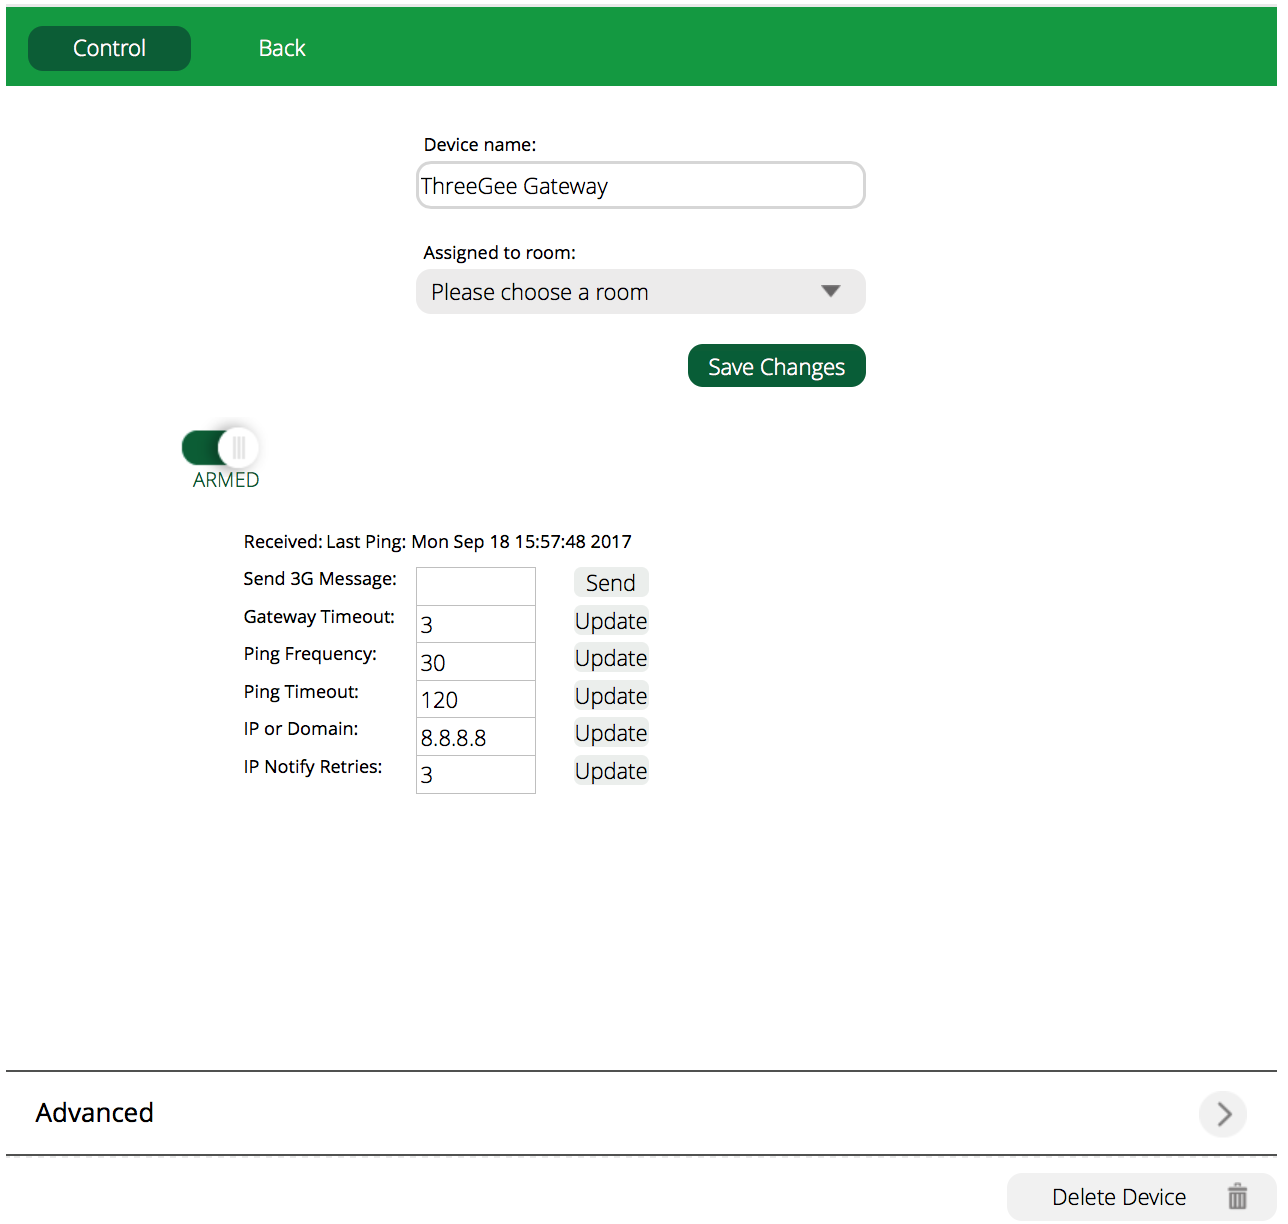 Control Back
Device name:
ThreeGee Gateway
Assigned to room:
Please choose a room
Save Changes
ARMED
Received: Last Ping: Mon Sep 18 15:57:48 2017
Send 3G Message: Send
Gateway Timeout: 3 Update
Ping Frequency: 30 Update
Ping Timeout: 120 Update
IP or Domain: 8.8.8.8 Update
IP Notify Retries: 3 Update
Advanced
Delete Device